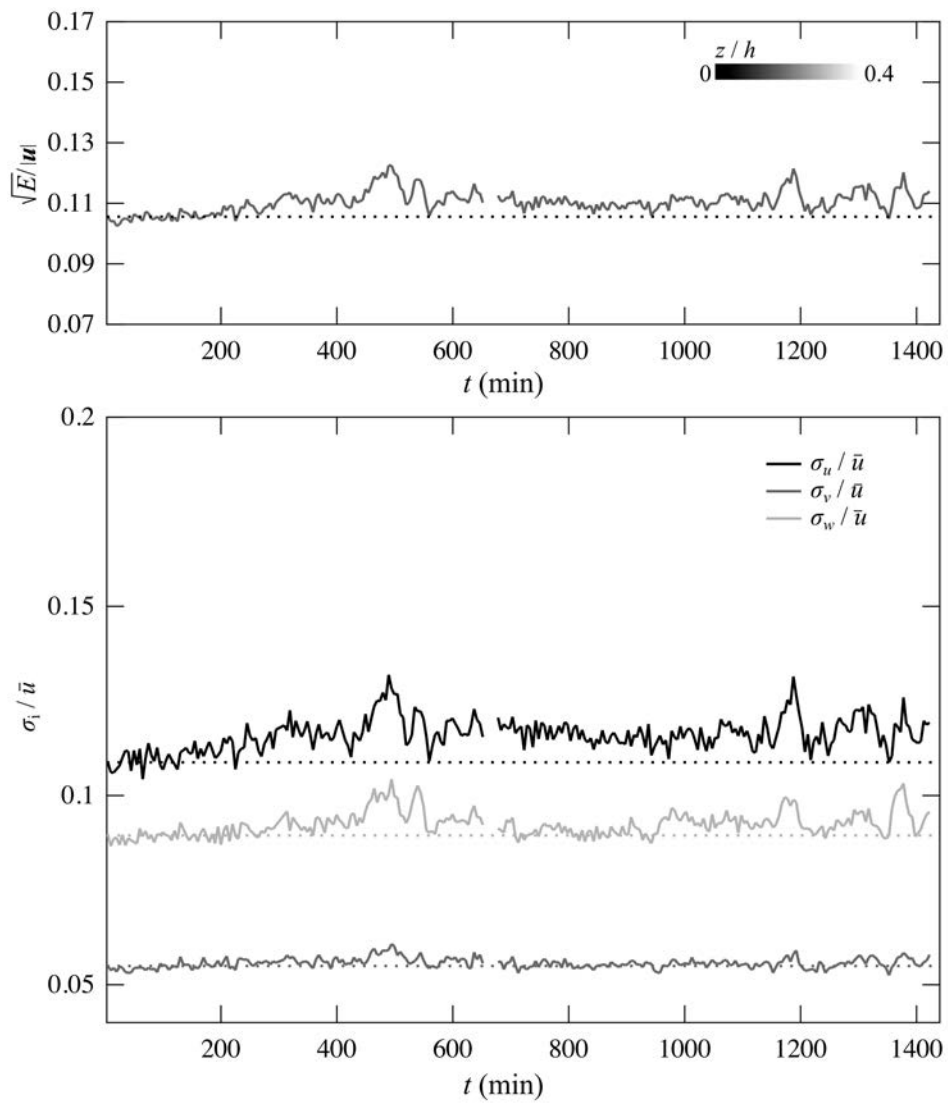 0.17
z / h
0 0.4
0.15
0.13
√E/|u|
0.11
0.09
0.07
200 400 600 800 1000 1200 1400
t (min)
0.2
σu / ū
σv / ū
σw / ū
0.15
σi / ū
0.1
0.05
200 400 600 800 1000 1200 1400
t (min)